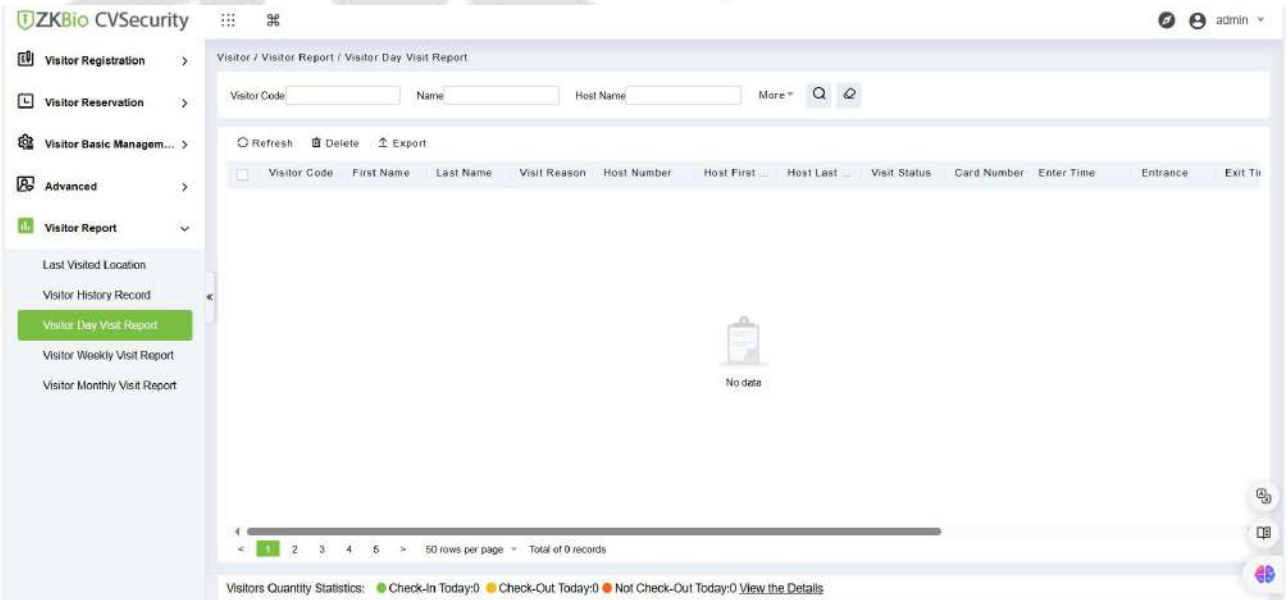 ZKBio CVSecurity
admin
Visitor Registration
Visitor Reservation
Visitor Basic Managem...
Advanced
Visitor Report
Last Visited Location
Visitor History Record
Visitor Day Visit Report
Visitor Weekly Visit Report
Visitor Monthly Visit Report
Visitor / Visitor Report / Visitor Day Visit Report
Visitor Code Name Host Name More
Refresh Delete Export
Visitor Code First Name Last Name Visit Reason Host Number Host First ... Host Last ... Visit Status Card Number Enter Time Entrance Exit Ti
No data
< 1 2 3 4 5 > 50 rows per page Total of 0 records
Visitors Quantity Statistics: Check-In Today:0 Check-Out Today:0 Not Check-Out Today:0 View the Details